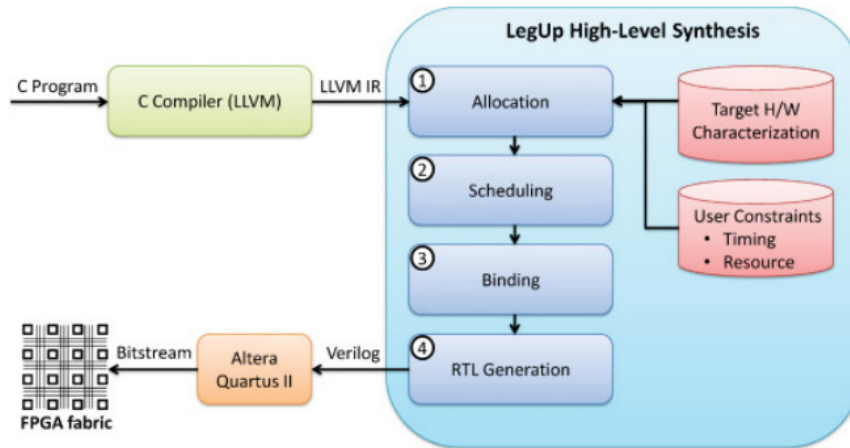 LegUp High-Level Synthesis
C Program
C Compiler (LLVM)
LLVM IR
1
Allocation
Target H/W
Characterization
2
Scheduling
User Constraints
• Timing
• Resource
3
Binding
4
RTL Generation
Verilog
Altera
Quartus II
Bitstream
FPGA fabric